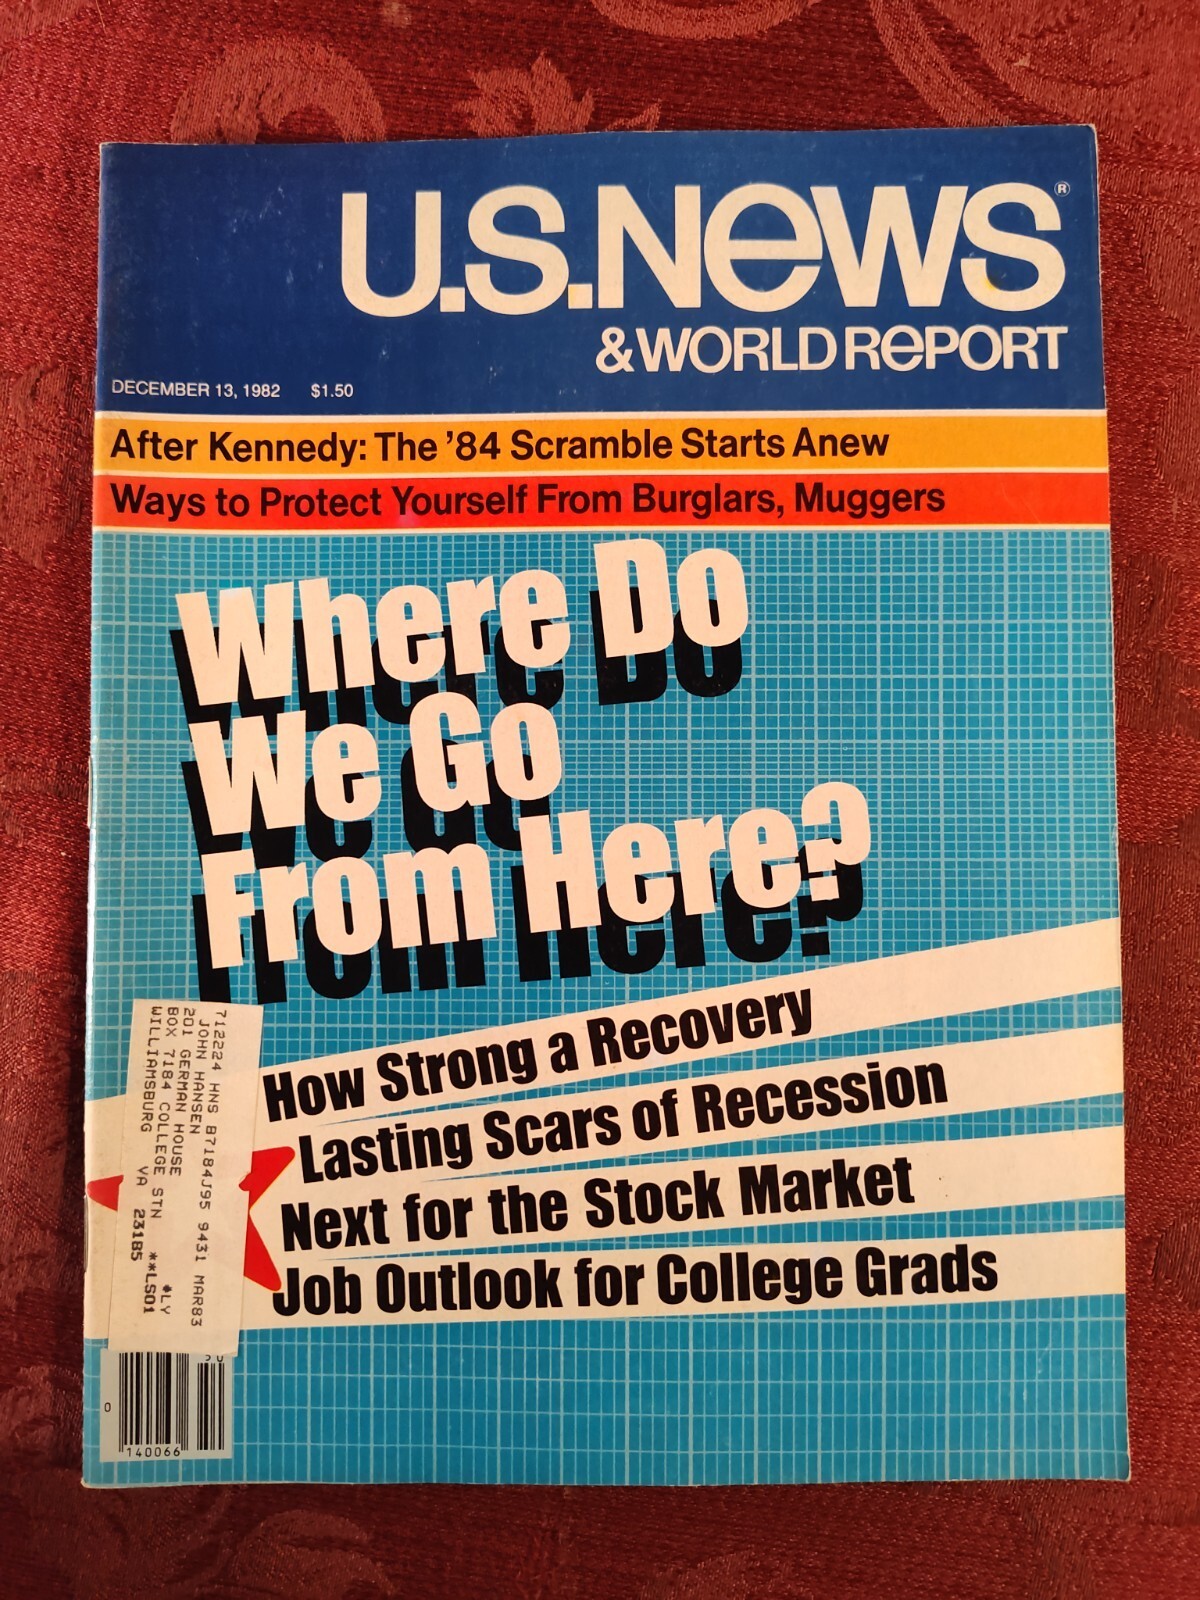 U.S.NeWS®
& WORLD RePORT
DECEMBER 13, 1982 $1.50
After Kennedy: The ’84 Scramble Starts Anew
Ways to Protect Yourself From Burglars, Muggers
Where Do
We Go
From Here?
How Strong a Recovery
Lasting Scars of Recession
Next for the Stock Market
Job Outlook for College Grads
712224 HNS B7184J95 9431 MAR83
JOHN HANSEN #LY
201 GERMAN HOUSE
BOX 7184 COLLEGE STN **LS01
WILLIAMSBURG VA 23185
0
140066